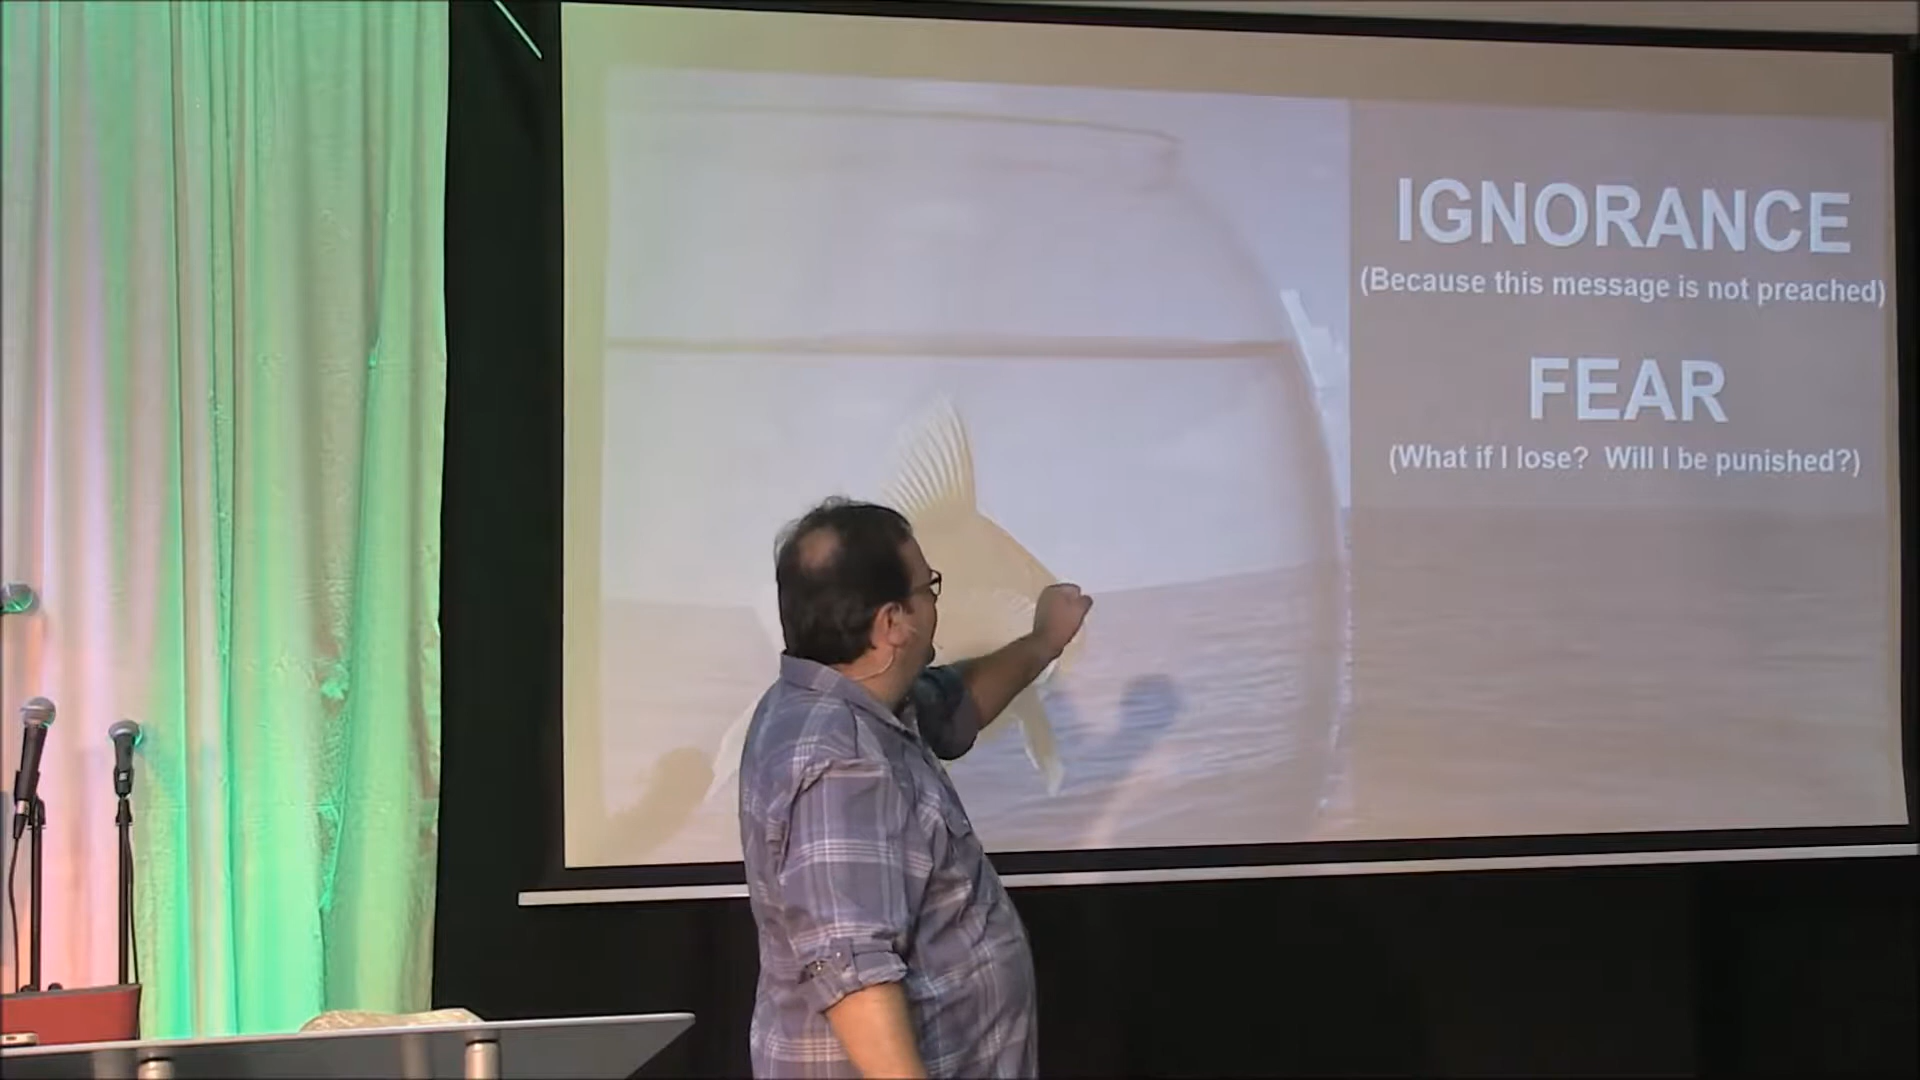 IGNORANCE
(Because this message is not preached)
FEAR
(What if I lose? Will I be punished?)